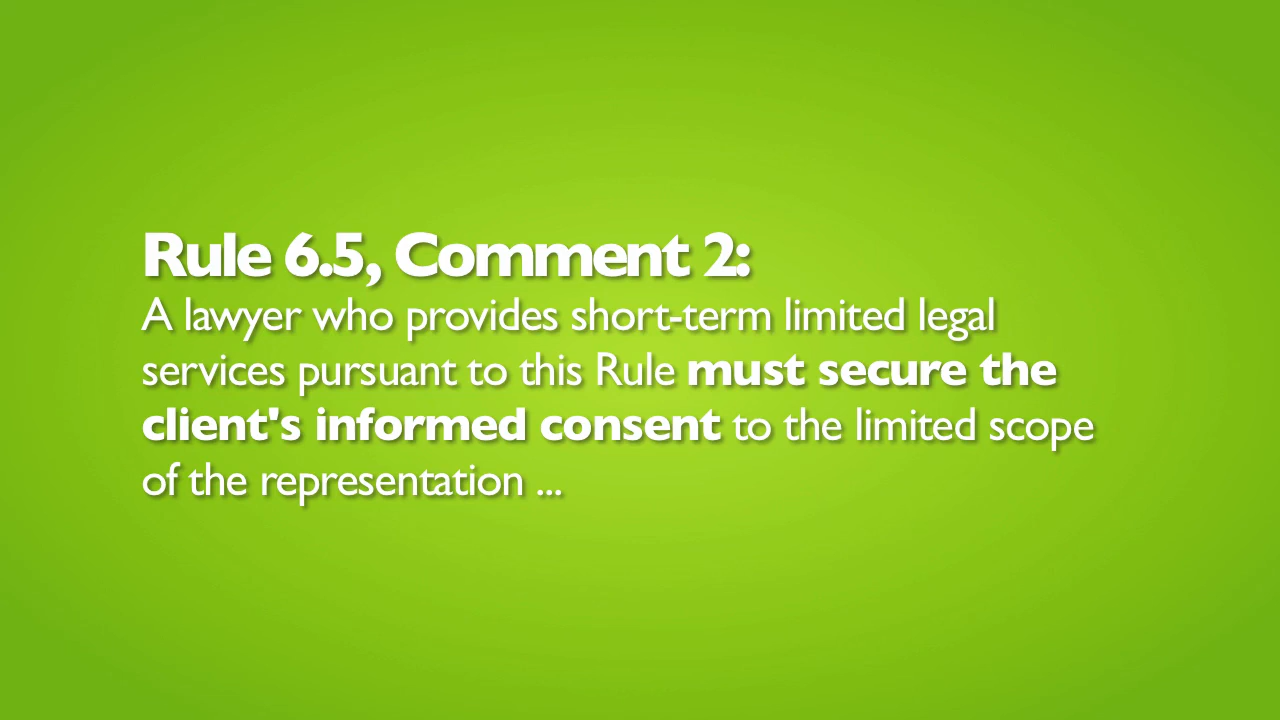 Rule 6.5, Comment 2:
A lawyer who provides short-term limited legal
services pursuant to this Rule must secure the
client's informed consent to the limited scope
of the representation ...